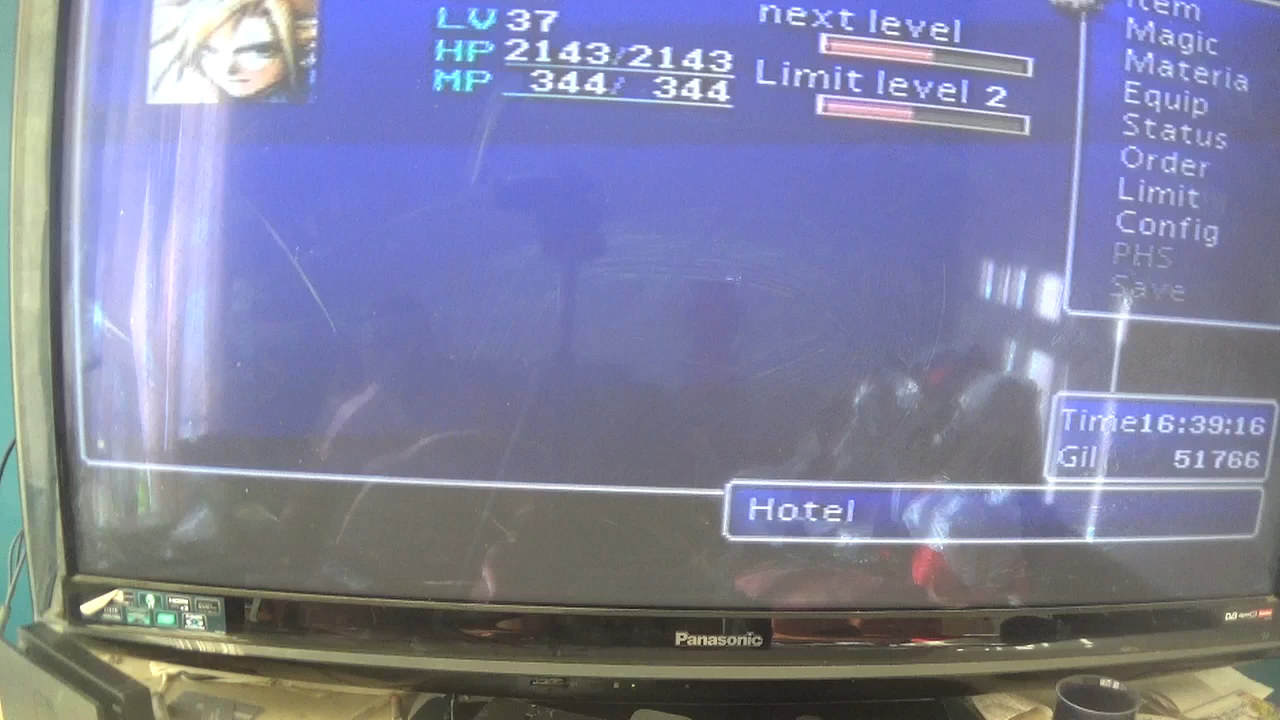 LV 37
HP 2143/2143
MP 344/ 344
next level
Limit level 2
Item
Magic
Materia
Equip
Status
Order
Limit
Config
PHS
Save
Time16:39:16
Gil 51766
Hotel
Panasonic